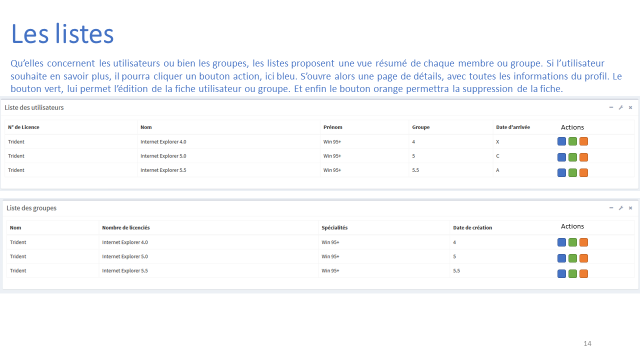 Les listes
Qu'elles concernent les utilisateurs ou bien les groupes, les listes proposent une vue résumé de chaque membre ou groupe. Si l'utilisateur
souhaite en savoir plus, il pourra cliquer un bouton action, ici bleu. S'ouvre alors une page de détails, avec toutes les informations du profil. Le
bouton vert, lui permet l'édition de la fiche utilisateur ou groupe. Et enfin le bouton orange permettra la suppression de la fiche.
Liste des utilisateurs
N° de Licence Nom Prénom Groupe Date d'arrivée Actions
Trident Internet Explorer 4.0 Win 95+ 4 X
Trident Internet Explorer 5.0 Win 95+ 5 C
Trident Internet Explorer 5.5 Win 95+ 5.5 A
Liste des groupes
Nom Nombre de licenciés Spécialités Date de création Actions
Trident Internet Explorer 4.0 Win 95+ 4
Trident Internet Explorer 5.0 Win 95+ 5
Trident Internet Explorer 5.5 Win 95+ 5.5
14